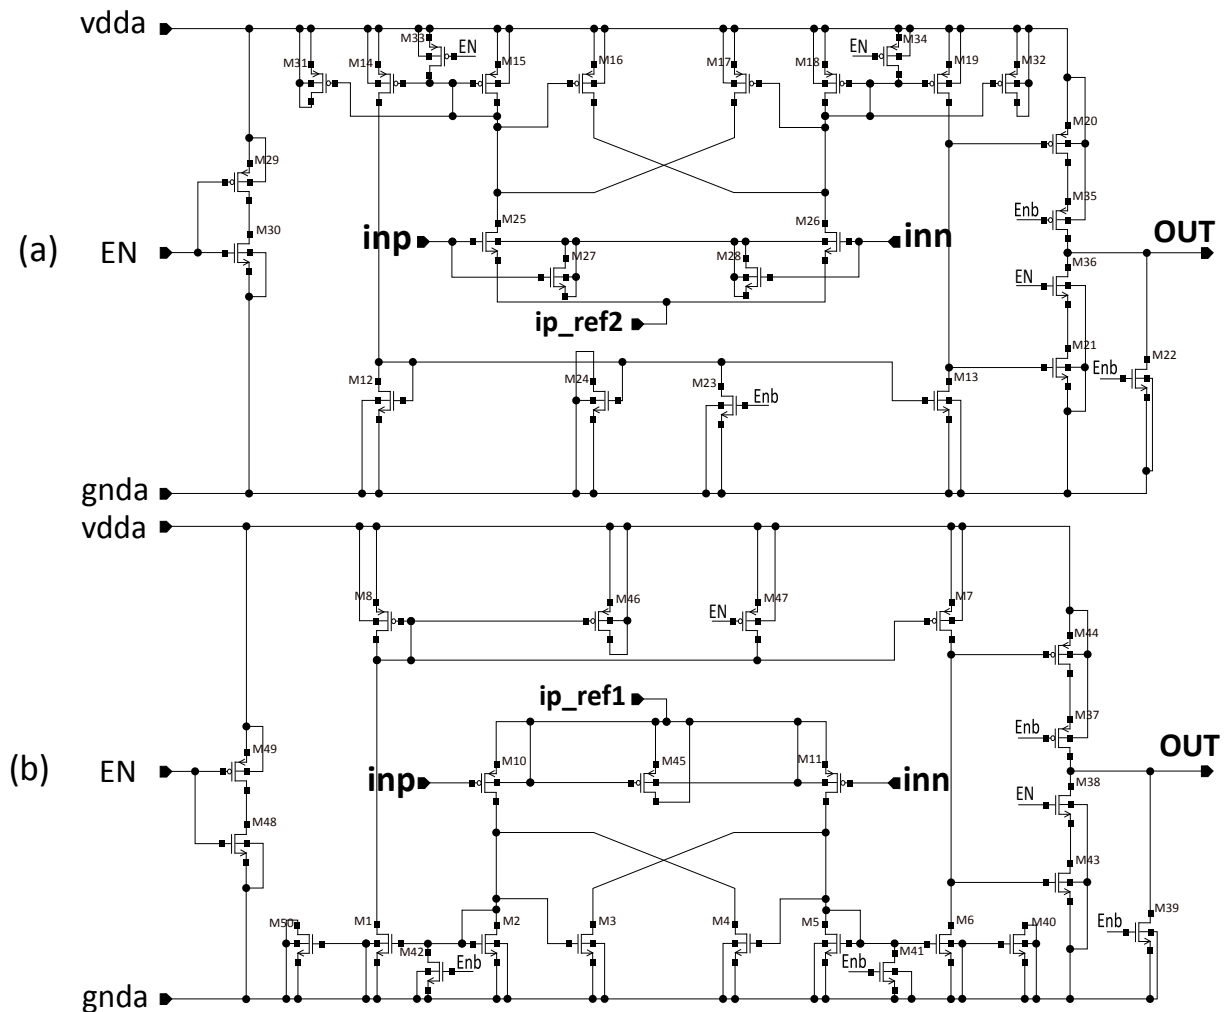 vdda
M33
EN
M34
EN
M31
M14
M15
M16
M17
M18
M19
M32
M20
M29
M35
Enb
M30
M25
M26
(a)
EN
inp
inn
OUT
M27
M28
M36
EN
ip_ref2
M21
M22
M12
M24
M23
M13
Enb
Enb
gnda
vdda
M8
M46
M47
M7
EN
M44
ip_ref1
M37
Enb
M49
M10
M45
M11
OUT
(b)
EN
inp
inn
M38
EN
M48
M43
M50
M1
M2
M3
M4
M5
M6
M40
M39
Enb
M42
Enb
M41
Enb
gnda